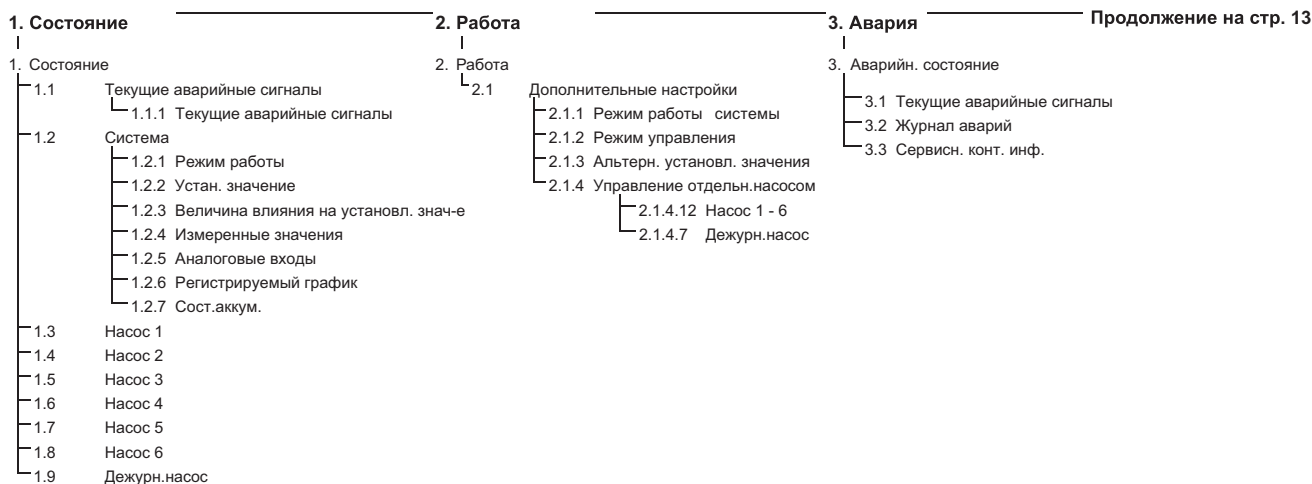 1. Состояние
2. Работа
3. Авария
Продолжение на стр. 13
1. Состояние
1.1 Текущие аварийные сигналы
1.1.1 Текущие аварийные сигналы
1.2 Система
1.2.1 Режим работы
1.2.2 Устан. значение
1.2.3 Величина влияния на установл. знач-е
1.2.4 Измеренные значения
1.2.5 Аналоговые входы
1.2.6 Регистрируемый график
1.2.7 Сост.аккум.
1.3 Насос 1
1.4 Насос 2
1.5 Насос 3
1.6 Насос 4
1.7 Насос 5
1.8 Насос 6
1.9 Дежурн.насос
2. Работа
2.1 Дополнительные настройки
2.1.1 Режим работы системы
2.1.2 Режим управления
2.1.3 Альтерн. установл. значения
2.1.4 Управление отдельн.насосом
2.1.4.12 Насос 1 - 6
2.1.4.7 Дежурн.насос
3. Аварийн. состояние
3.1 Текущие аварийные сигналы
3.2 Журнал аварий
3.3 Сервисн. конт. инф.